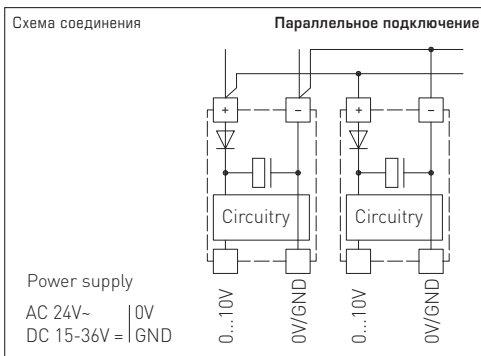 Схема соединения
Параллельное подключение
+ − + −
Circuitry Circuitry
Power supply
AC 24V~ 0V
DC 15-36V = GND
0...10V
0V/GND
0...10V
0V/GND